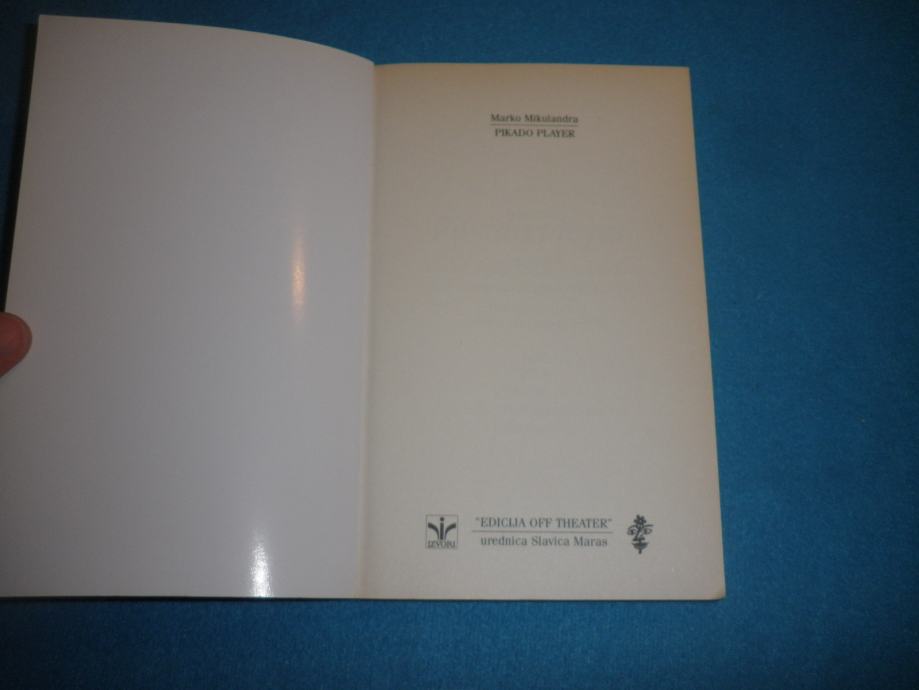 Marko Mikulandra
PIKADO PLAYER
IZVORI
"EDICIJA OFF THEATER"
urednica Slavica Maras